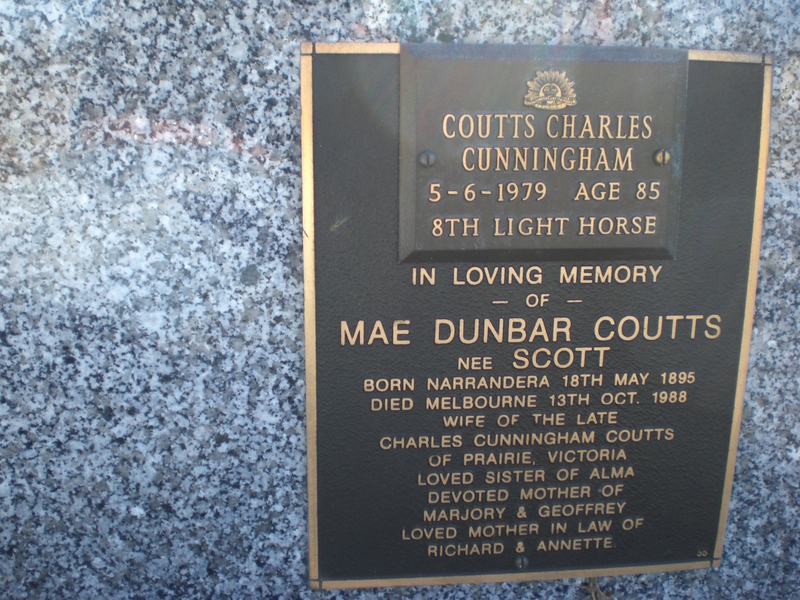 COUTTS CHARLES
CUNNINGHAM
5-6-1979 AGE 85
8TH LIGHT HORSE
IN LOVING MEMORY
— OF —
MAE DUNBAR COUTTS
NEE SCOTT
BORN NARRANDERA 18TH MAY 1895
DIED MELBOURNE 13TH OCT. 1988
WIFE OF THE LATE
CHARLES CUNNINGHAM COUTTS
OF PRAIRIE, VICTORIA
LOVED SISTER OF ALMA
DEVOTED MOTHER OF
MARJORY & GEOFFREY
LOVED MOTHER IN LAW OF
RICHARD & ANNETTE